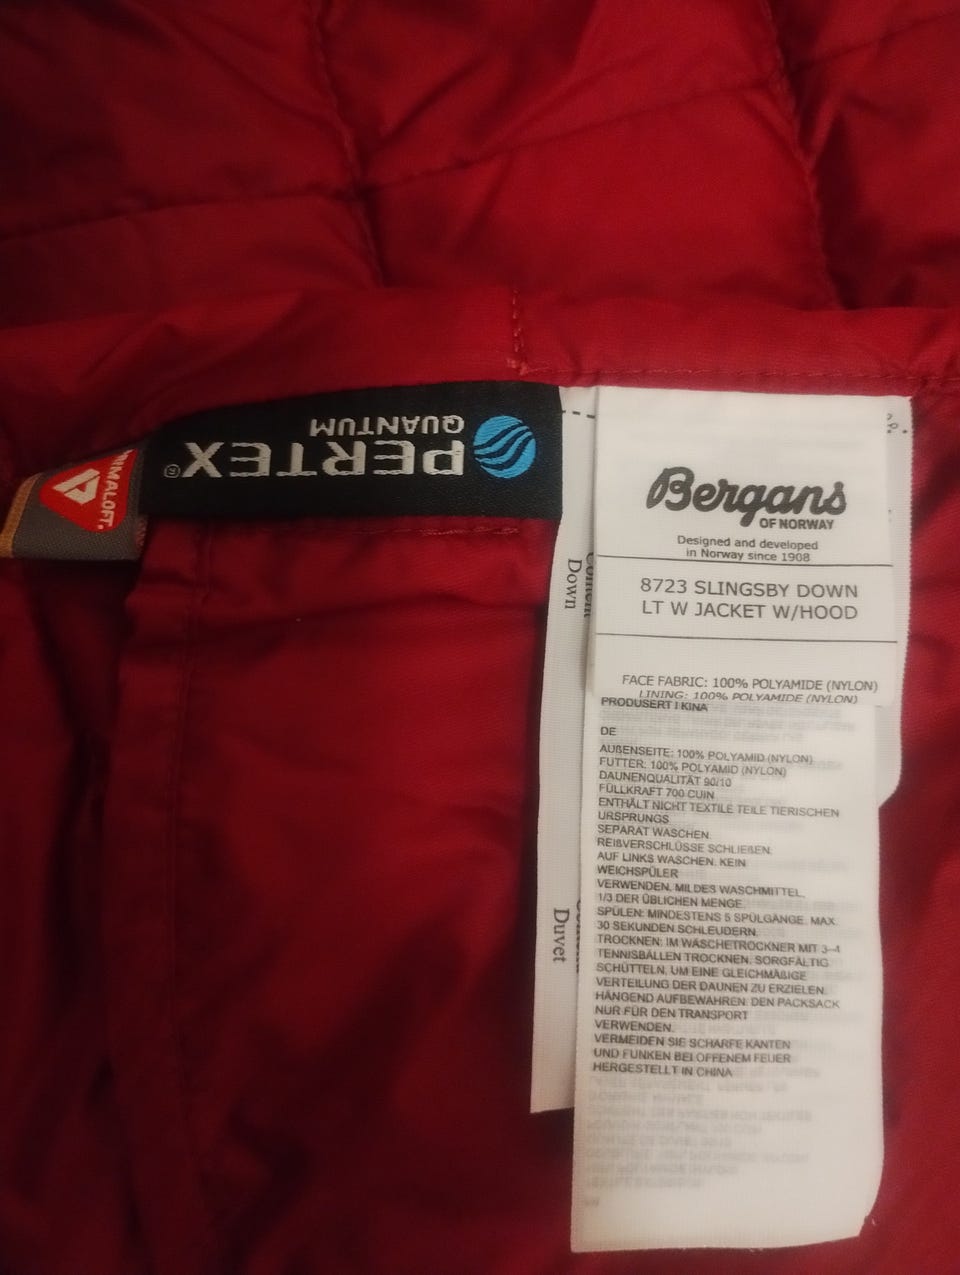 PERTEX®
QUANTUM
PRIMALOFT.
Down
Duvet
Bergans
OF NORWAY
Designed and developed
in Norway since 1908
8723 SLINGSBY DOWN
LT W JACKET W/HOOD
FACE FABRIC: 100% POLYAMIDE (NYLON)
LINING: 100% POLYAMIDE (NYLON)
PRODUSERT I KINA
DE
AUßENSEITE: 100% POLYAMID (NYLON)
FUTTER: 100% POLYAMID (NYLON)
DAUNENQUALITÄT 90/10
FÜLLKRAFT 700 CUIN
ENTHÄLT NICHT TEXTILE TEILE TIERISCHEN
URSPRUNGS
SEPARAT WASCHEN.
REIßVERSCHLÜSSE SCHLIEßEN.
AUF LINKS WASCHEN. KEIN
WEICHSPÜLER
VERWENDEN. MILDES WASCHMITTEL,
1/3 DER ÜBLICHEN MENGE.
SPÜLEN: MINDESTENS 5 SPÜLGÄNGE. MAX.
30 SEKUNDEN SCHLEUDERN.
TROCKNEN: IM WÄSCHETROCKNER MIT 3-4
TENNISBÄLLEN TROCKNEN. SORGFÄLTIG
SCHÜTTELN, UM EINE GLEICHMÄßIGE
VERTEILUNG DER DAUNEN ZU ERZIELEN.
HÄNGEND AUFBEWAHREN: DEN PACKSACK
NUR FÜR DEN TRANSPORT
VERWENDEN.
VERMEIDEN SIE SCHARFE KANTEN
UND FUNKEN BEI OFFENEM FEUER
HERGESTELLT IN CHINA